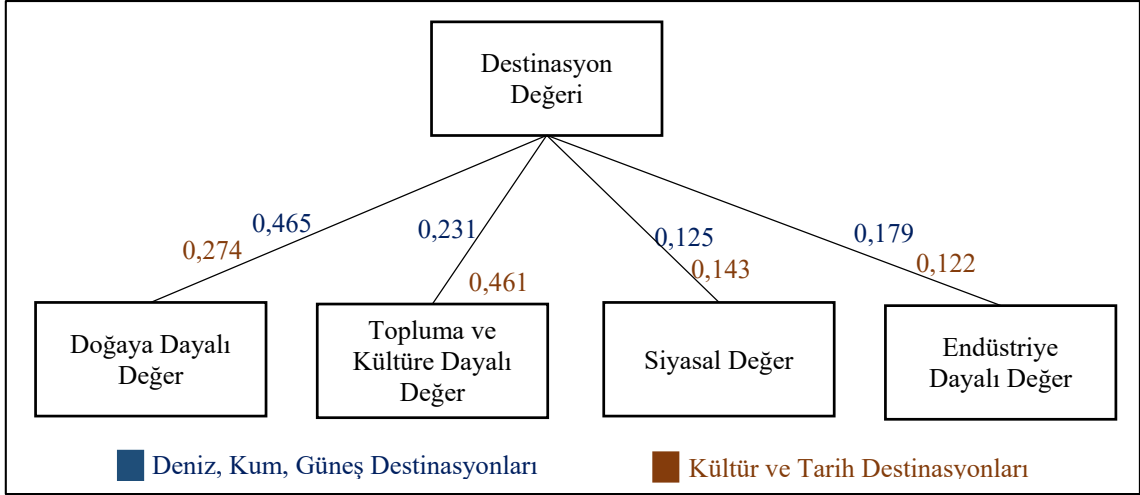 Destinasyon
Değeri
0,465
0,231
0,125
0,179
0,274
0,461
0,143
0,122
Doğaya Dayalı
Değer
Topluma ve
Kültüre Dayalı
Değer
Siyasal Değer
Endüstriye
Dayalı Değer
Deniz, Kum, Güneş Destinasyonları
Kültür ve Tarih Destinasyonları